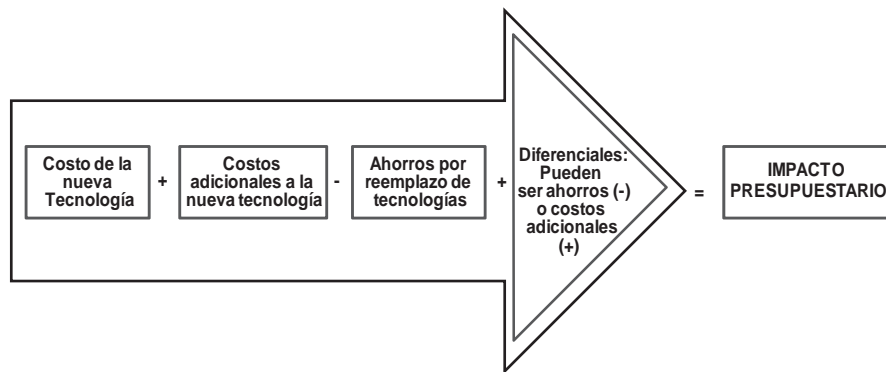 Costo de la
nueva
Tecnología
+
Costos
adicionales a la
nueva tecnología
-
Ahorros por
reemplazo de
tecnologías
+
Diferenciales:
Pueden
ser ahorros (-)
o costos
adicionales
(+)
=
IMPACTO
PRESUPUESTARIO